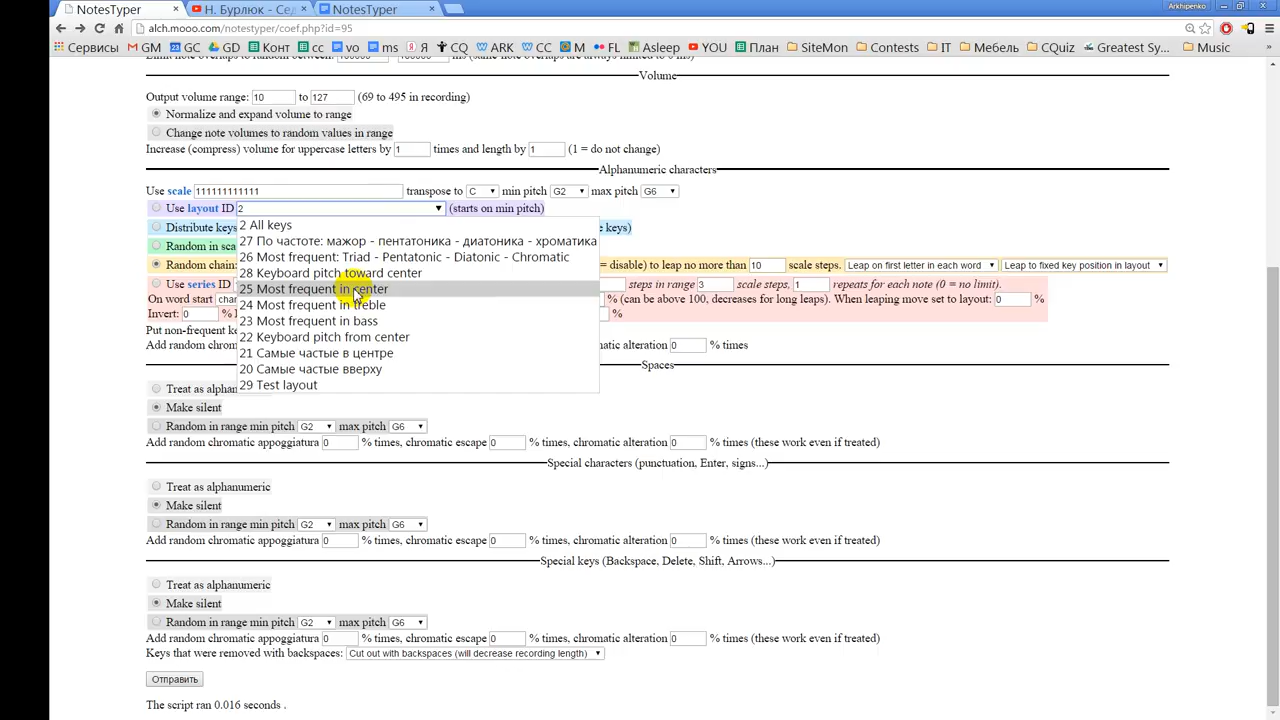 NotesTyper × Н. Бурлюк - Сед × NotesTyper × Arkhipenko
alch.mooo.com/notestyper/coef.php?id=95
Сервисы GM GC GD Конт cc vo ms Я CQ ARK CC M FL Asleep YOU План SiteMon Contests IT Мебель CQuiz Greatest Sy... Music
Volume
Output volume range: 10 to 127 (69 to 495 in recording)
Normalize and expand volume to range
Change note volumes to random values in range
Increase (compress) volume for uppercase letters by 1 times and length by 1 (1 = do not change)
Alphanumeric characters
Use scale 111111111111 transpose to C min pitch G2 max pitch G6
Use layout ID 2 (starts on min pitch)
2 All keys
Distribute keys e keys)
27 По частоте: мажор - пентатоника - диатоника - хроматика
Random in sca
26 Most frequent: Triad - Pentatonic - Diatonic - Chromatic
Random chain: = disable) to leap no more than 10 scale steps. Leap on first letter in each word Leap to fixed key position in layout
28 Keyboard pitch toward center
Use series ID steps in range 3 scale steps, 1 repeats for each note (0 = no limit).
25 Most frequent in center
On word start chan % (can be above 100, decreases for long leaps). When leaping move set to layout: 0 %
24 Most frequent in treble
Invert: 0 % %
23 Most frequent in bass
Put non-frequent ke
22 Keyboard pitch from center
Add random chrom chromatic alteration 0 % times
21 Самые частые в центре
Spaces
20 Самые частые вверху
Treat as alphan
29 Test layout
Make silent
Random in range min pitch G2 max pitch G6
Add random chromatic appoggiatura 0 % times, chromatic escape 0 % times, chromatic alteration 0 % times (these work even if treated)
Special characters (punctuation, Enter, signs...)
Treat as alphanumeric
Make silent
Random in range min pitch G2 max pitch G6
Add random chromatic appoggiatura 0 % times, chromatic escape 0 % times, chromatic alteration 0 % times (these work even if treated)
Special keys (Backspace, Delete, Shift, Arrows...)
Treat as alphanumeric
Make silent
Random in range min pitch G2 max pitch G6
Add random chromatic appoggiatura 0 % times, chromatic escape 0 % times, chromatic alteration 0 % times (these work even if treated)
Keys that were removed with backspaces: Cut out with backspaces (will decrease recording length)
Отправить
The script ran 0.016 seconds .